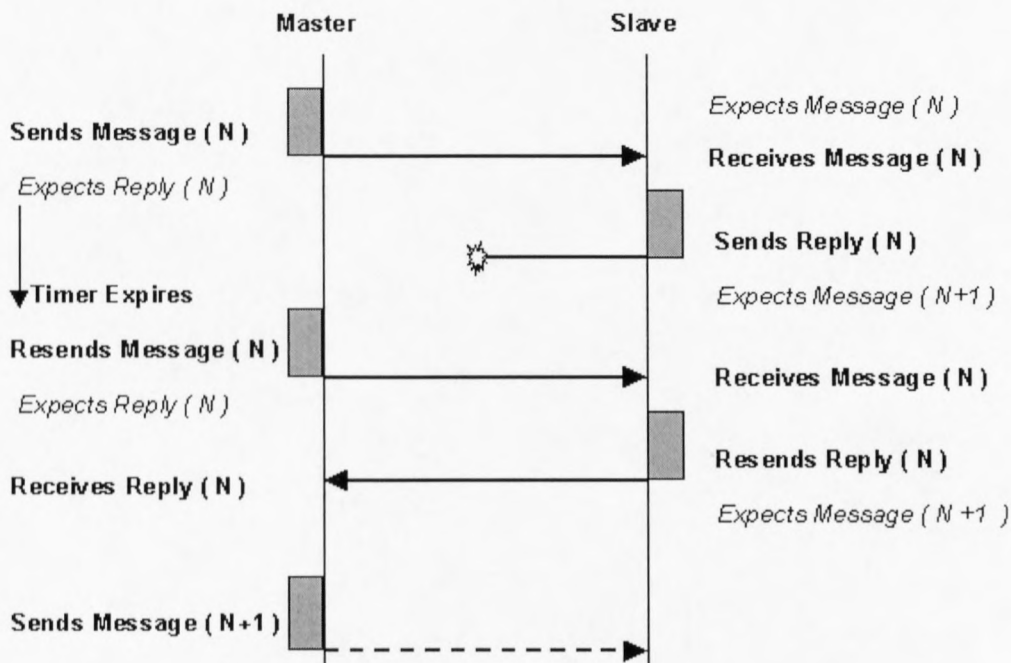 Master Slave
Expects Message ( N )
Sends Message ( N )
Receives Message ( N )
Expects Reply ( N )
Sends Reply ( N )
Expects Message ( N+1 )
Timer Expires
Resends Message ( N )
Receives Message ( N )
Expects Reply ( N )
Resends Reply ( N )
Receives Reply ( N )
Expects Message ( N +1 )
Sends Message ( N+1 )